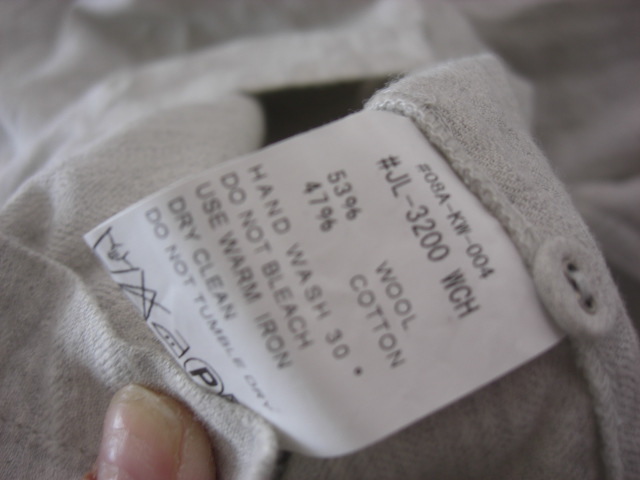 #08A-KW-004
#JL-3200 WCH
53% WOOL
47% COTTON
HAND WASH 30°
DO NOT BLEACH
USE WARM IRON
DRY CLEAN
DO NOT TUMBLE DRY
P